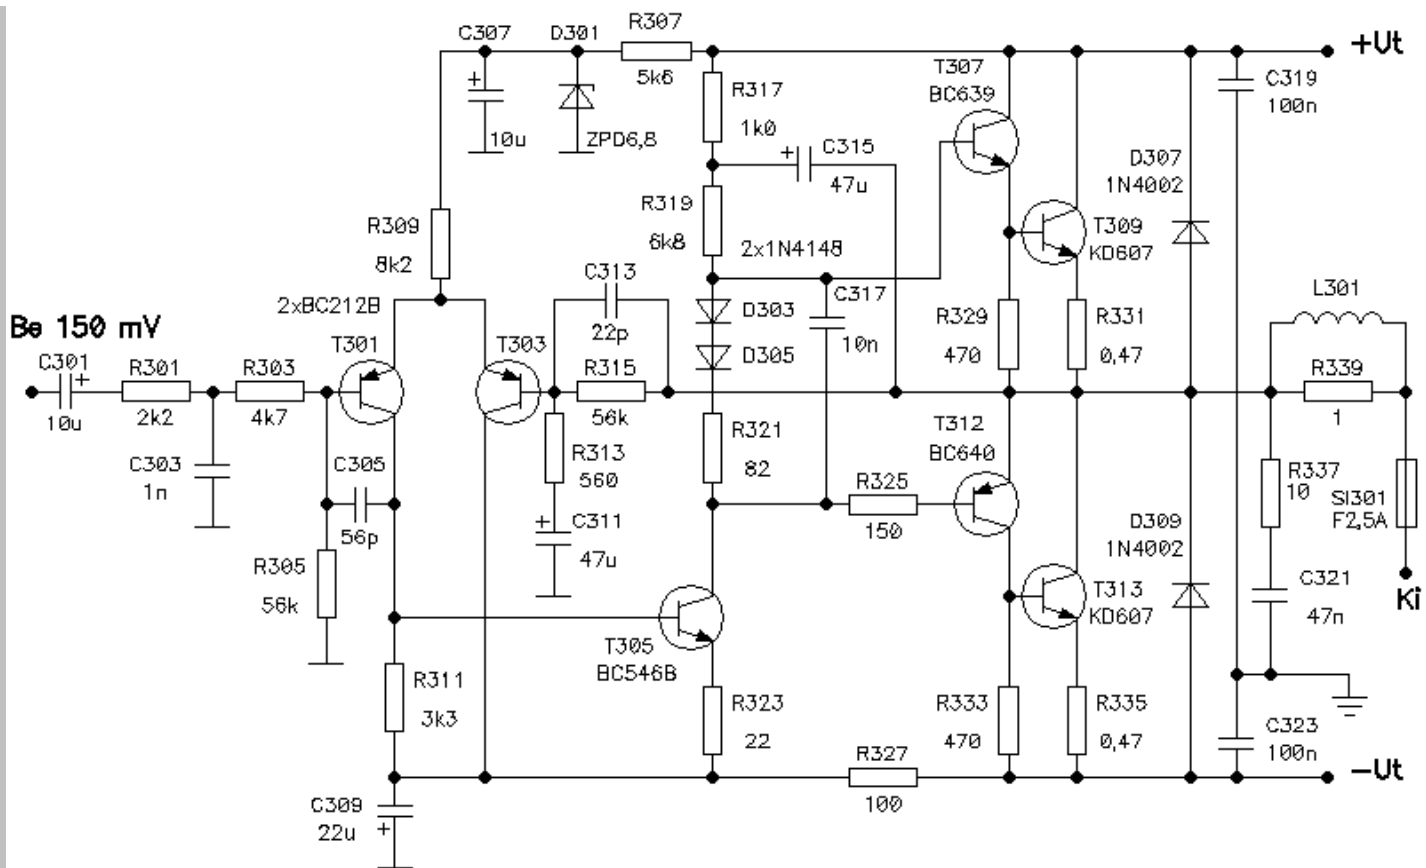 R307
C307
D301
5k6
+Ut
T307
BC639
R317
1k0
C319
100n
10u
ZPD6,8
+
C315
47u
+
D307
1N4002
R319
6k8
R309
8k2
T309
KD607
2x1N4148
C313
22p
C317
10n
L301
2xBC212B
D303
R329
470
R331
0,47
Be 150 mV
T301
T303
D305
C301
+
10u
R301
2k2
R303
4k7
R315
56k
R339
1
T312
BC640
R321
82
C303
1n
C305
56p
R313
560
R325
150
R337
10
SI301
F2,5A
+
C311
47u
D309
1N4002
R305
56k
C321
47n
Ki
T313
KD607
T305
BC546B
R311
3k3
R323
22
R333
470
R335
0,47
C323
100n
R327
100
-Ut
C309
22u
+